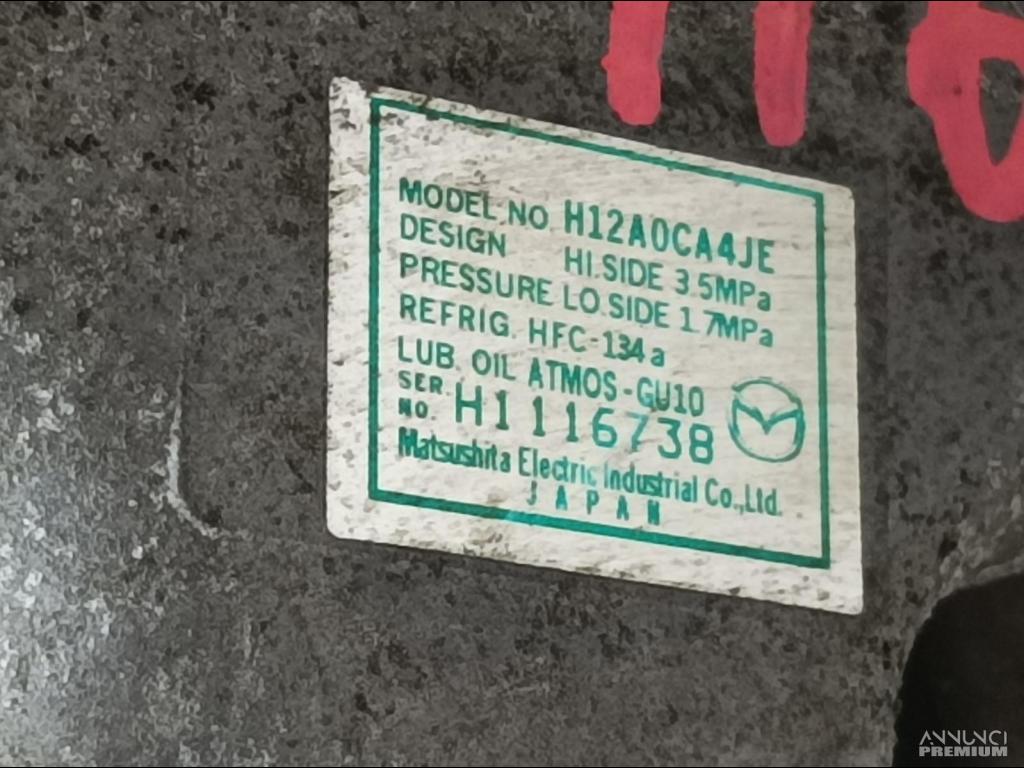 MODEL NO. H12A0CA4JE
DESIGN HI.SIDE 3.5MPa
PRESSURE LO.SIDE 1.7MPa
REFRIG. HFC-134a
LUB. OIL ATMOS-GU10
SER. NO. H1116738
Matsushita Electric Industrial Co.,Ltd.
JAPAN
ANNUNCI
PREMIUM